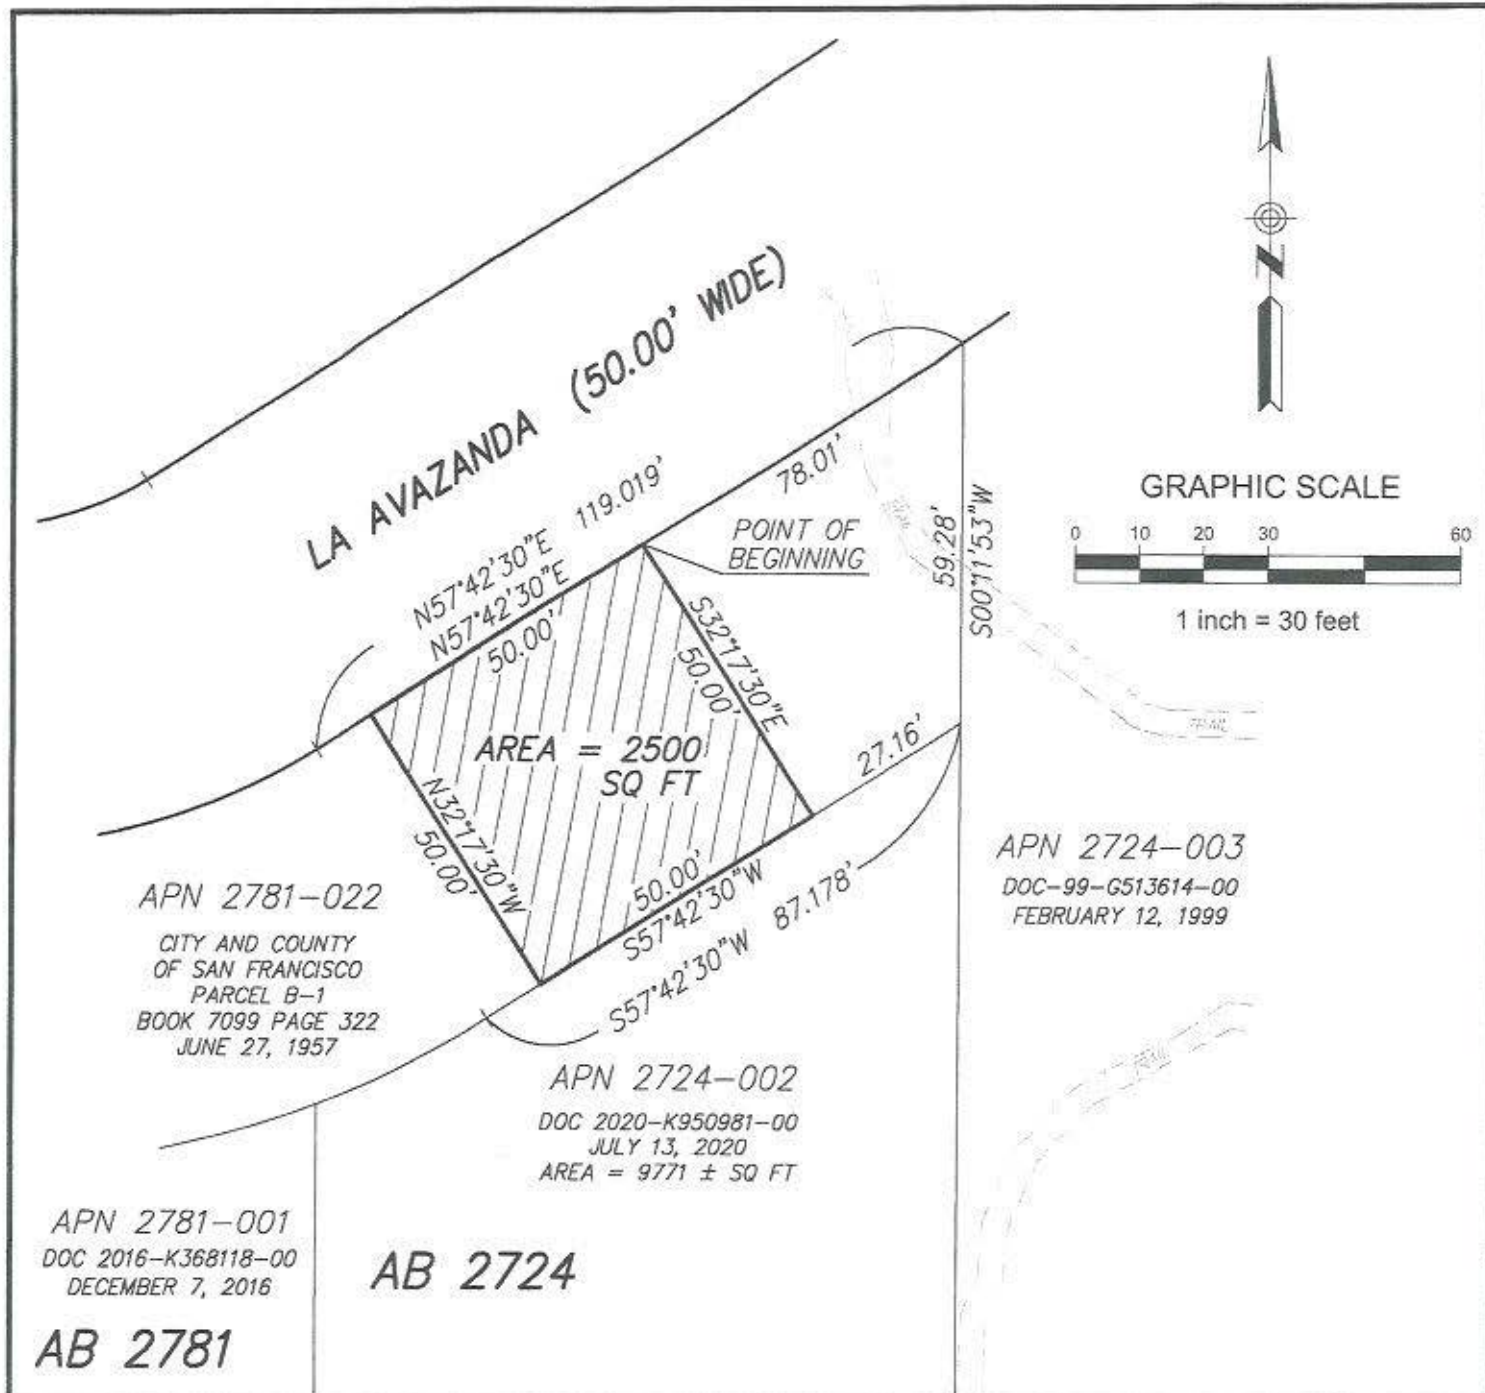 LA AVAZANDA (50.00' WIDE)
N
GRAPHIC SCALE
0 10 20 30 60
1 inch = 30 feet
N57°42'30"E 119.019'
N57°42'30"E
50.00'
78.01'
POINT OF
BEGINNING
59.28'
S00°11'53"W
S32°17'30"E
50.00'
AREA = 2500
SQ FT
N32°17'30"W
50.00'
27.16'
50.00'
S57°42'30"W
S57°42'30"W 87.178'
TRAIL
TRAIL
APN 2781-022
CITY AND COUNTY
OF SAN FRANCISCO
PARCEL B-1
BOOK 7099 PAGE 322
JUNE 27, 1957
APN 2724-003
DOC-99-G513614-00
FEBRUARY 12, 1999
APN 2724-002
DOC 2020-K950981-00
JULY 13, 2020
AREA = 9771 ± SQ FT
APN 2781-001
DOC 2016-K368118-00
DECEMBER 7, 2016
AB 2724
AB 2781